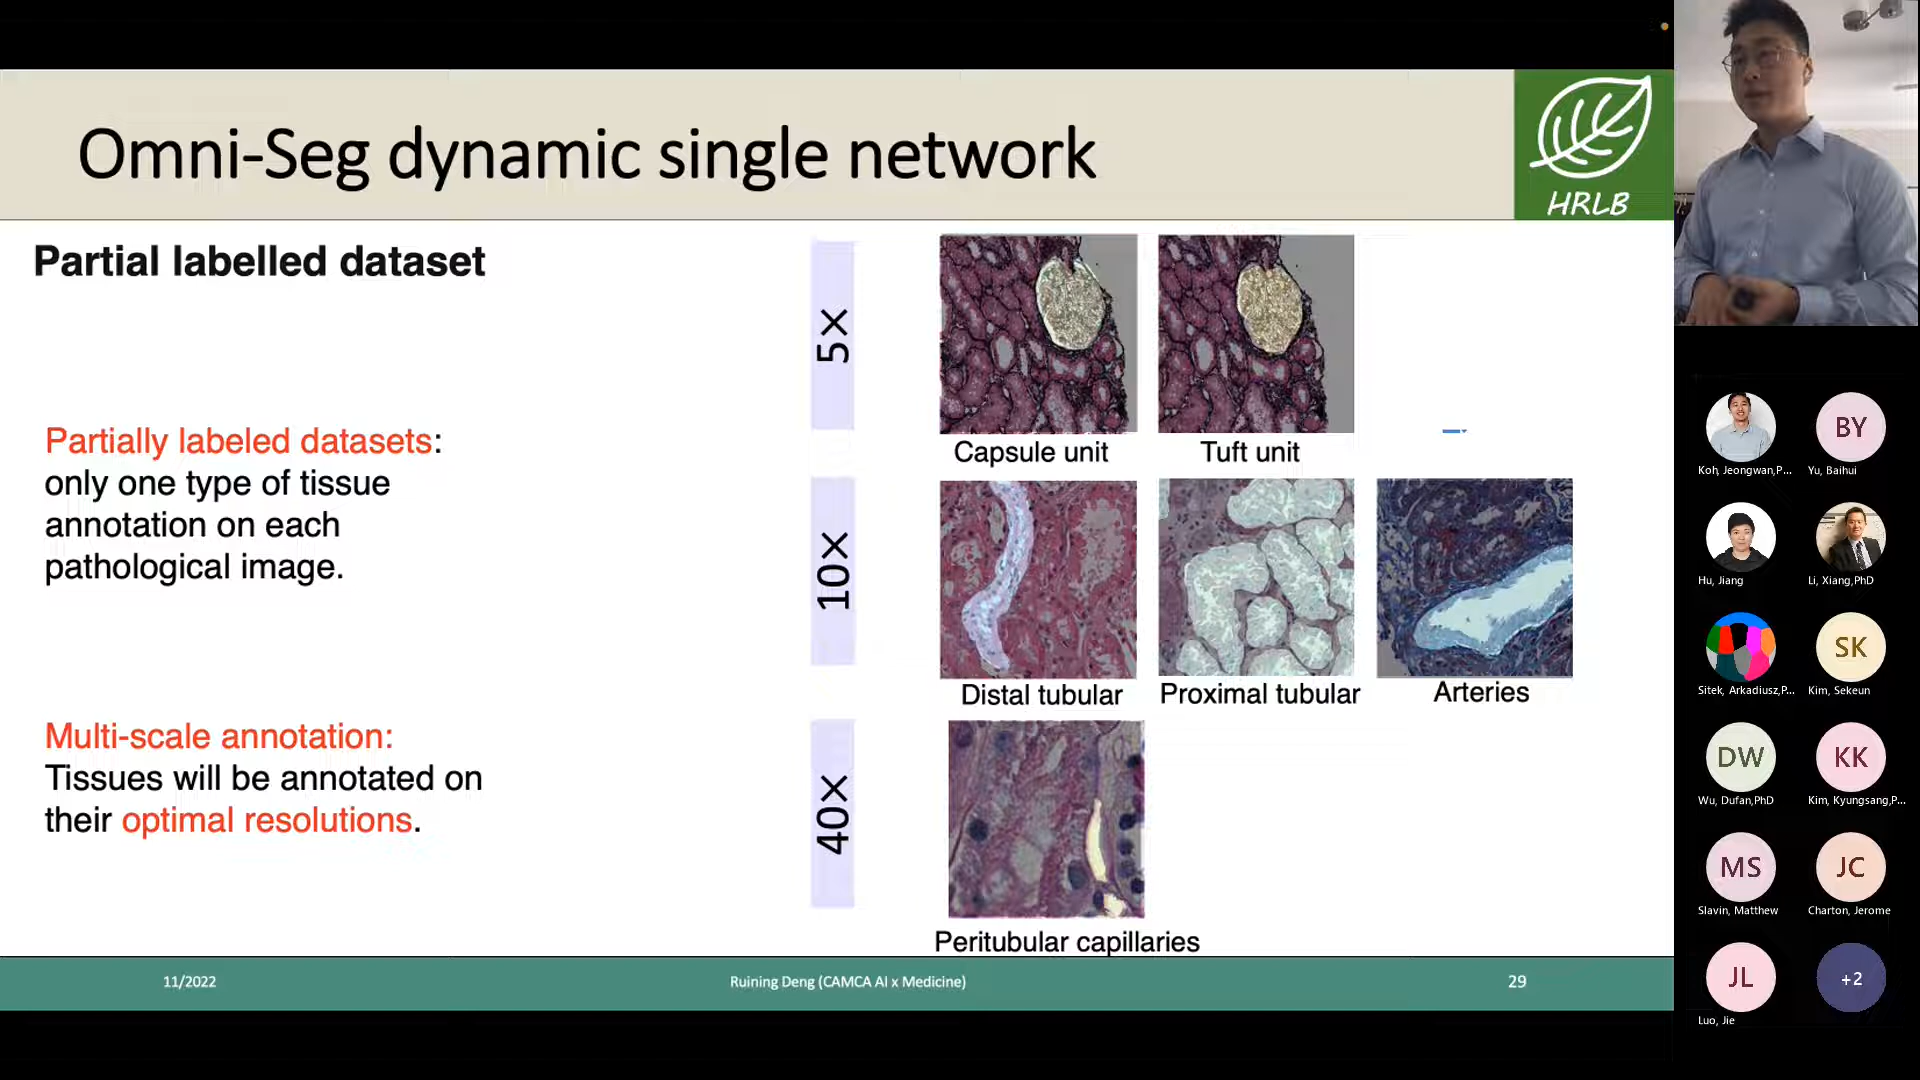 Omni-Seg dynamic single network
HRLB
Partial labelled dataset
5×
Capsule unit
Tuft unit
Partially labeled datasets:
only one type of tissue
annotation on each
pathological image.
10×
Distal tubular
Proximal tubular
Arteries
Multi-scale annotation:
Tissues will be annotated on
their optimal resolutions.
40×
Peritubular capillaries
11/2022
Ruining Deng (CAMCA AI x Medicine)
29
Koh, Jeongwan,P...
BY
Yu, Baihui
Hu, Jiang
Li, Xiang,PhD
Sitek, Arkadiusz,P...
SK
Kim, Sekeun
DW
Wu, Dufan,PhD
KK
Kim, Kyungsang,P...
MS
Slavin, Matthew
JC
Charton, Jerome
JL
Luo, Jie
+2